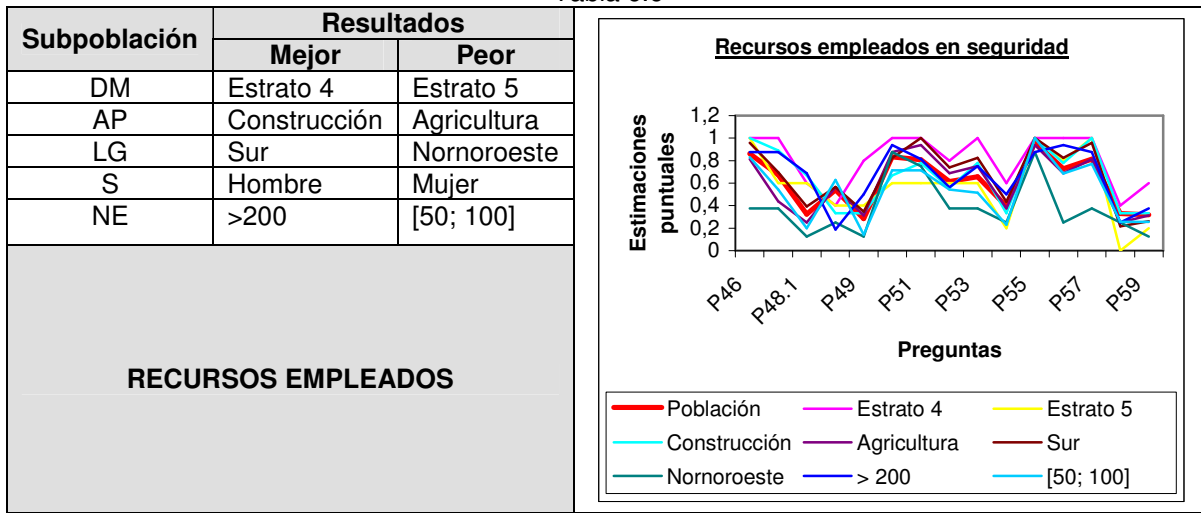 Subpoblación Resultados
Mejor Peor
DM Estrato 4 Estrato 5
AP Construcción Agricultura
LG Sur Nornoroeste
S Hombre Mujer
NE >200 [50; 100]
RECURSOS EMPLEADOS
Recursos empleados en seguridad
Estimaciones
puntuales
1,2
1
0,8
0,6
0,4
0,2
0
P46 P48.1 P49 P51 P53 P55 P57 P59
Preguntas
Población Estrato 4 Estrato 5
Construcción Agricultura Sur
Nornoroeste > 200 [50; 100]